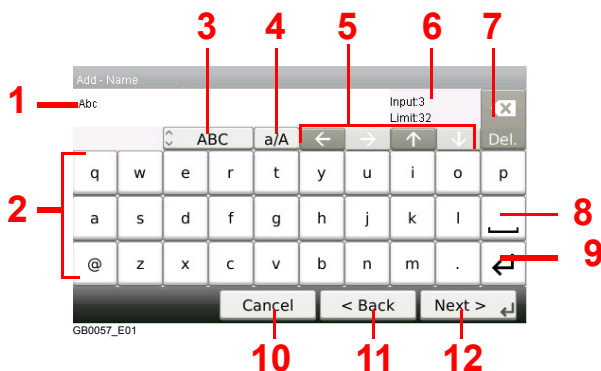 3 4 5 6 7
Add - Name
1 Abc Input:3
Limit:32
ABC a/A ← → ↑ ↓ Del.
2 q w e r t y u i o p
a s d f g h j k l 8
@ z x c v b n m . 9
Cancel < Back Next >
GB0057_E01
10 11 12